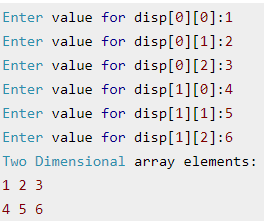 Enter value for disp[0][0]:1
Enter value for disp[0][1]:2
Enter value for disp[0][2]:3
Enter value for disp[1][0]:4
Enter value for disp[1][1]:5
Enter value for disp[1][2]:6
Two Dimensional array elements:
1 2 3
4 5 6